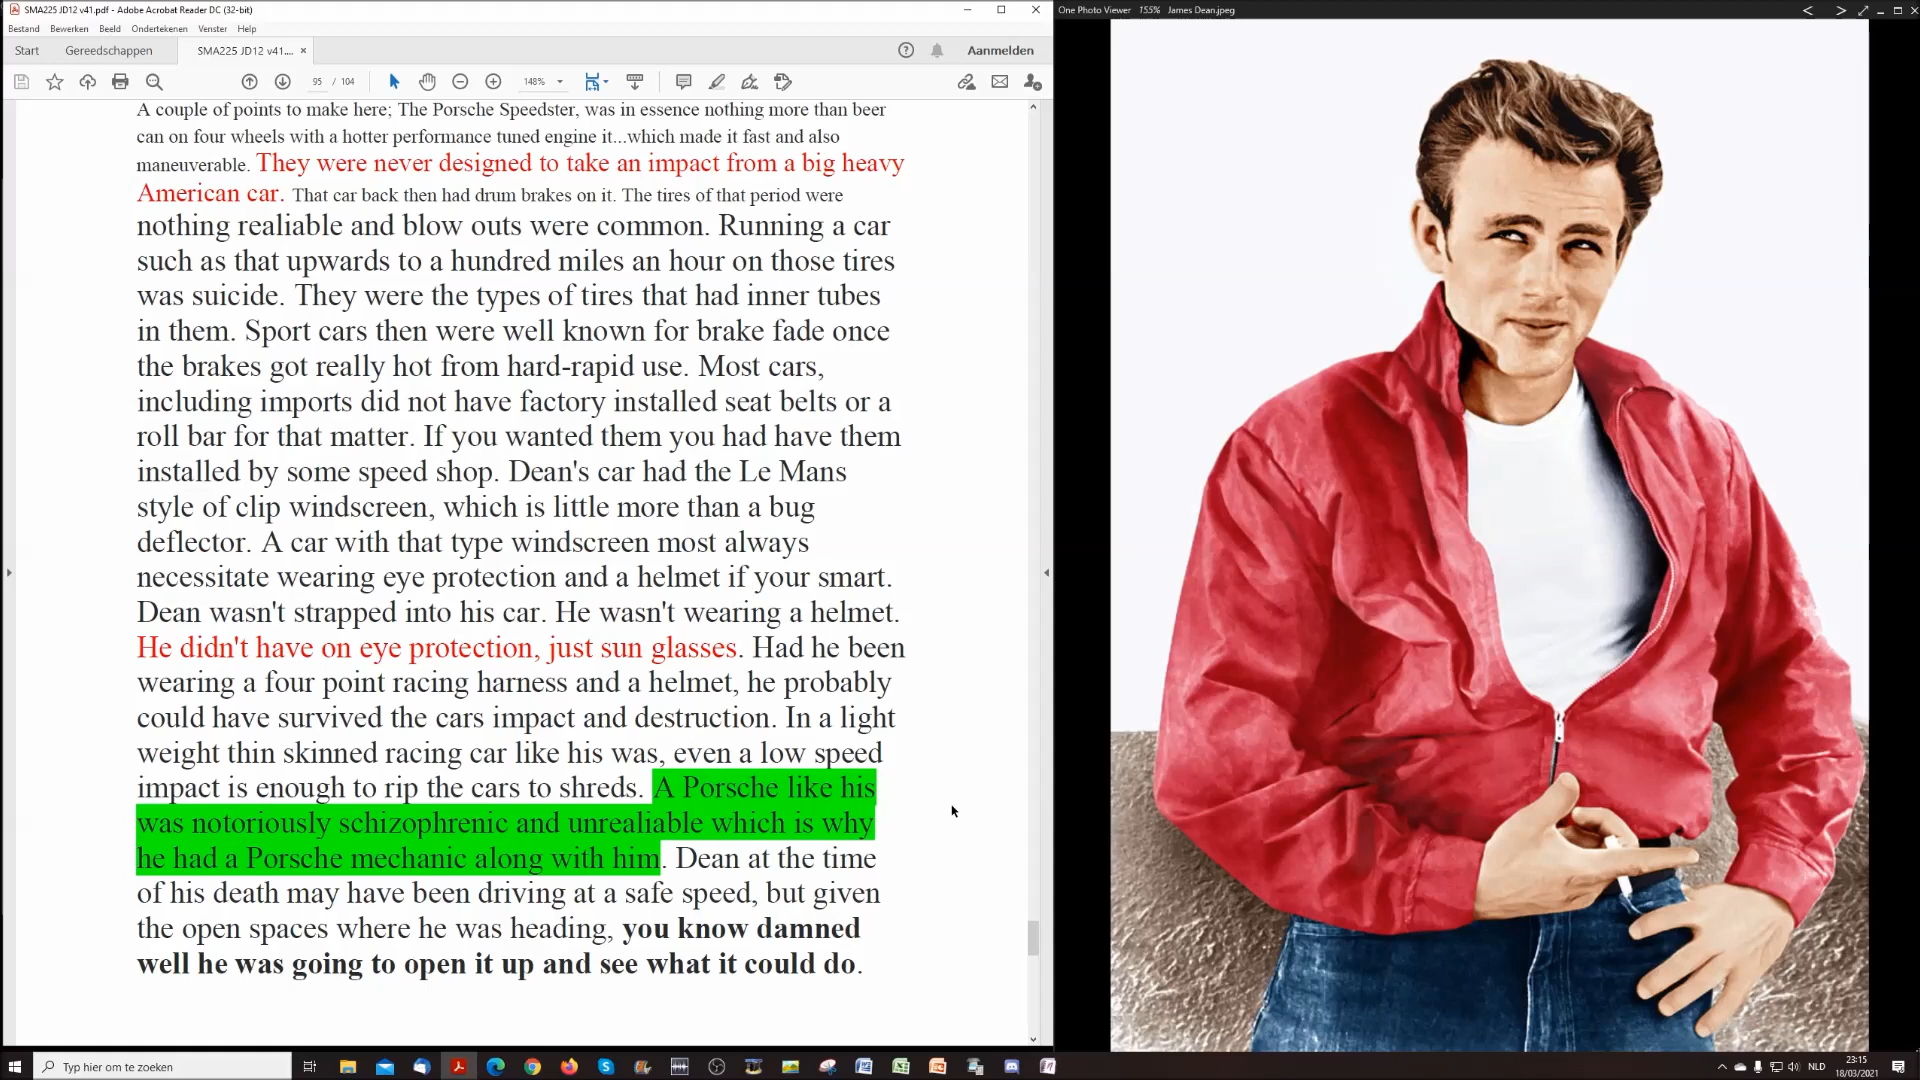 SMA225 JD12 v41.pdf - Adobe Acrobat Reader DC (32-bit)
Bestand Bewerken Beeld Ondertekenen Venster Help
Start Gereedschappen SMA225 JD12 v41.... × Aanmelden
95 / 104 148%
A couple of points to make here; The Porsche Speedster, was in essence nothing more than beer
can on four wheels with a hotter performance tuned engine it...which made it fast and also
maneuverable. They were never designed to take an impact from a big heavy
American car. That car back then had drum brakes on it. The tires of that period were
nothing realiable and blow outs were common. Running a car
such as that upwards to a hundred miles an hour on those tires
was suicide. They were the types of tires that had inner tubes
in them. Sport cars then were well known for brake fade once
the brakes got really hot from hard-rapid use. Most cars,
including imports did not have factory installed seat belts or a
roll bar for that matter. If you wanted them you had have them
installed by some speed shop. Dean's car had the Le Mans
style of clip windscreen, which is little more than a bug
deflector. A car with that type windscreen most always
necessitate wearing eye protection and a helmet if your smart.
Dean wasn't strapped into his car. He wasn't wearing a helmet.
He didn't have on eye protection, just sun glasses. Had he been
wearing a four point racing harness and a helmet, he probably
could have survived the cars impact and destruction. In a light
weight thin skinned racing car like his was, even a low speed
impact is enough to rip the cars to shreds. A Porsche like his
was notoriously schizophrenic and unrealiable which is why
he had a Porsche mechanic along with him. Dean at the time
of his death may have been driving at a safe speed, but given
the open spaces where he was heading, you know damned
well he was going to open it up and see what it could do.
One Photo Viewer 155% James Dean.jpeg
Typ hier om te zoeken
NLD
23:15
18/03/2021